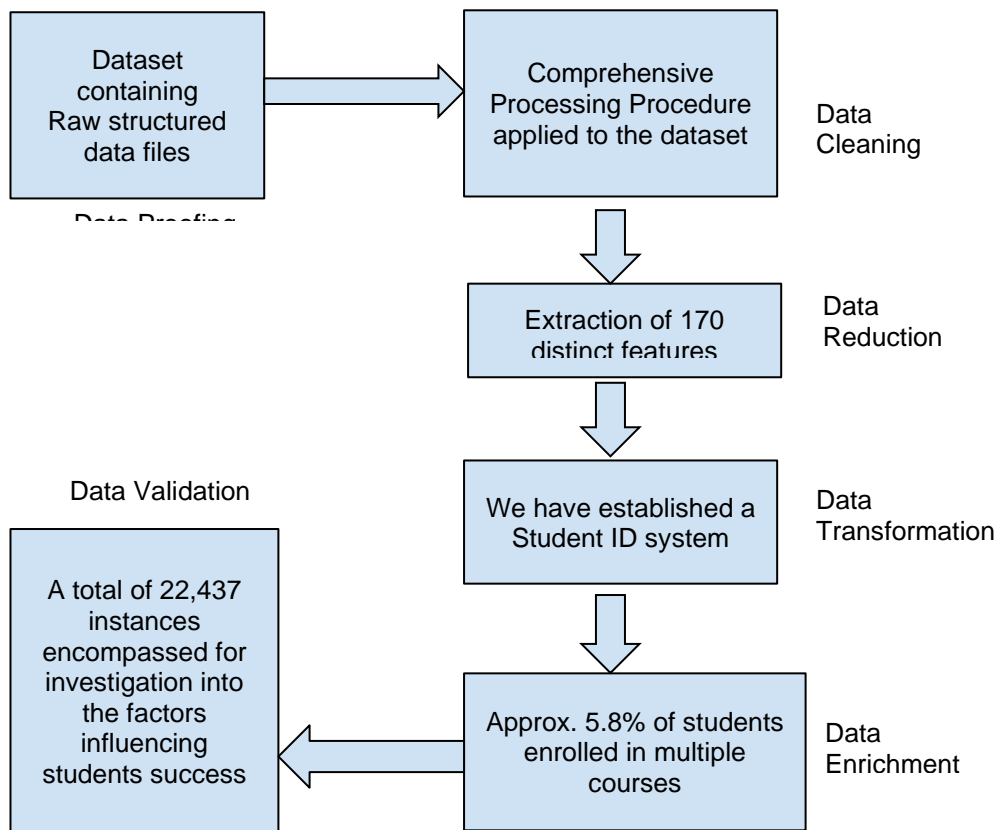 Dataset
containing
Raw structured
data files
Data Proofing
Comprehensive
Processing Procedure
applied to the dataset
Data
Cleaning
Extraction of 170
distinct features
Data
Reduction
We have established a
Student ID system
Data
Transformation
Approx. 5.8% of students
enrolled in multiple
courses
Data
Enrichment
Data Validation
A total of 22,437
instances
encompassed for
investigation into
the factors
influencing
students success